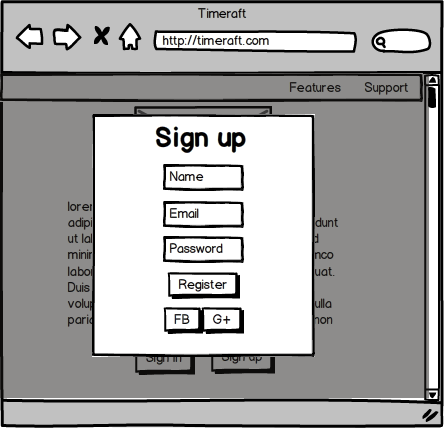 Timeraft
http://timeraft.com
Features Support
Sign up
Name
Email
Password
Register
FB G+
adipi dunt
ut lal d
minir nco
labor uat.
Duis
volup ulla
paria non
Sign in Sign up